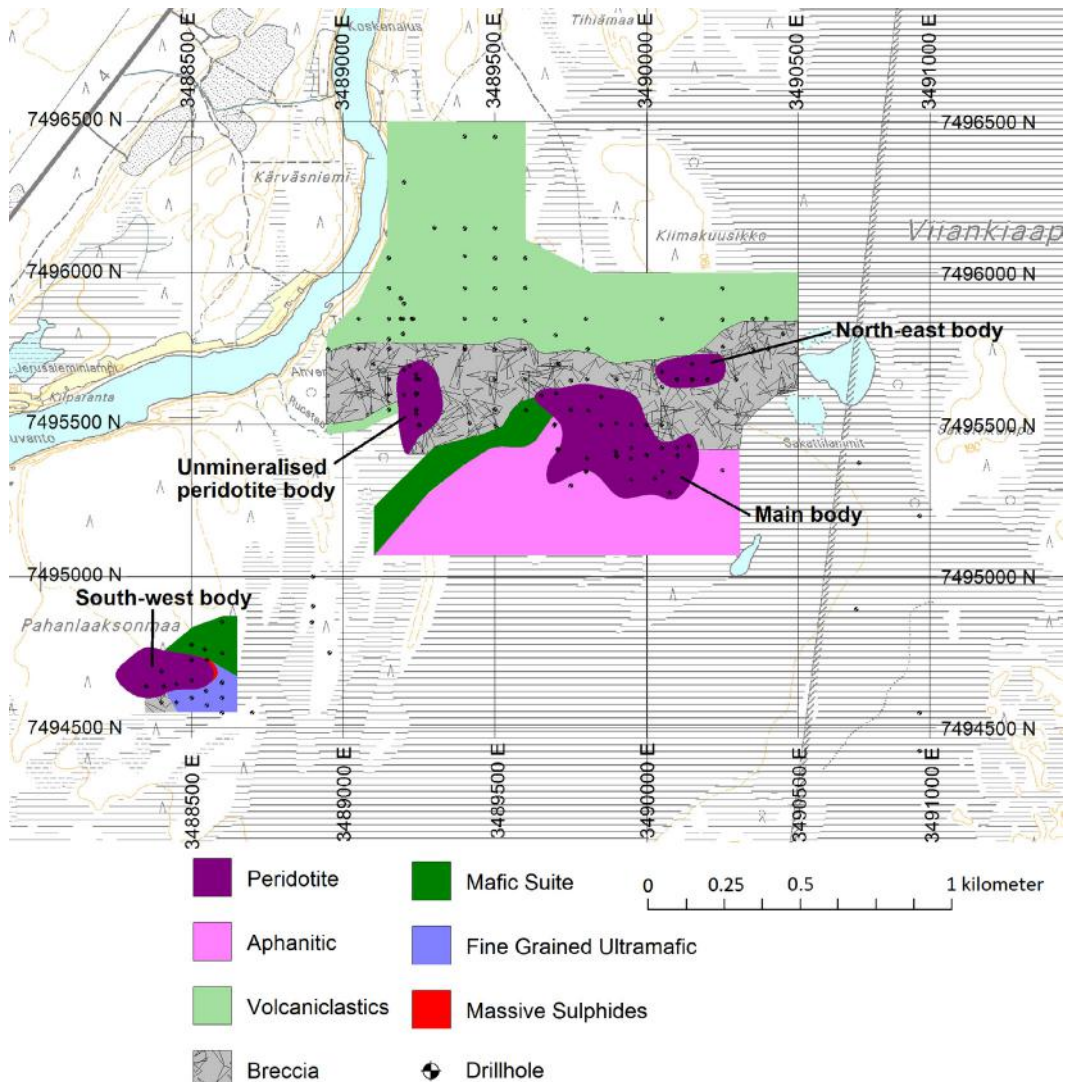 Koskenalus
Tihiämaa
4
3488500 E
3489000 E
3489500 E
3490000 E
3490500 E
3491000 E
7496500 N
7496500 N
Kärväsniemi
Kiimakuusikko
Viiankiaap
7496000 N
7496000 N
North-east body
Jerusaleminlampi
Kilparanta
7495500 N
7495500 N
Unmineralised
peridotite body
Main body
7495000 N
7495000 N
South-west body
Pahanlaaksonmaa
7494500 N
7494500 N
3488500 E
3489000 E
3489500 E
3490000 E
3490500 E
3491000 E
Peridotite
Mafic Suite
0
0.25
0.5
1 kilometer
Aphanitic
Fine Grained Ultramafic
Volcaniclastics
Massive Sulphides
Breccia
Drillhole